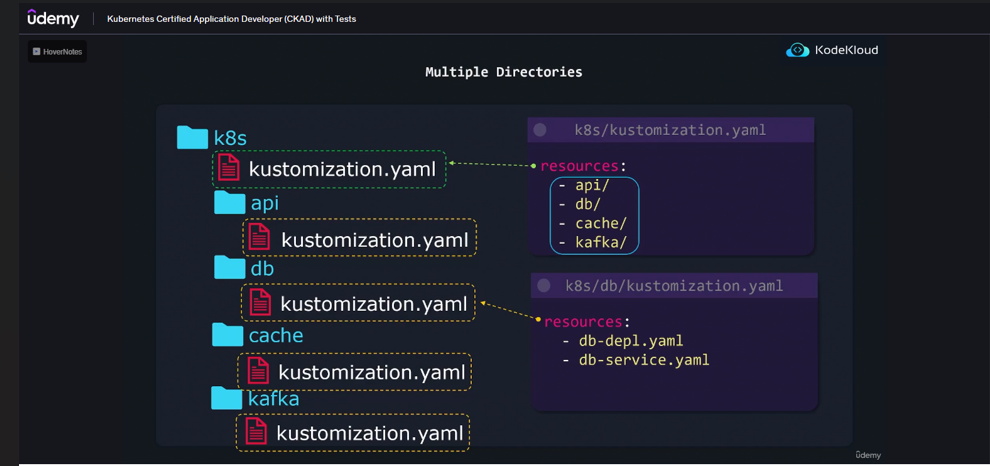 udemy
Kubernetes Certified Application Developer (CKAD) with Tests
HoverNotes
KodeKloud
Multiple Directories
k8s
kustomization.yaml
api
kustomization.yaml
db
kustomization.yaml
cache
kustomization.yaml
kafka
kustomization.yaml
k8s/kustomization.yaml
resources:
- api/
- db/
- cache/
- kafka/
k8s/db/kustomization.yaml
resources:
- db-depl.yaml
- db-service.yaml
udemy